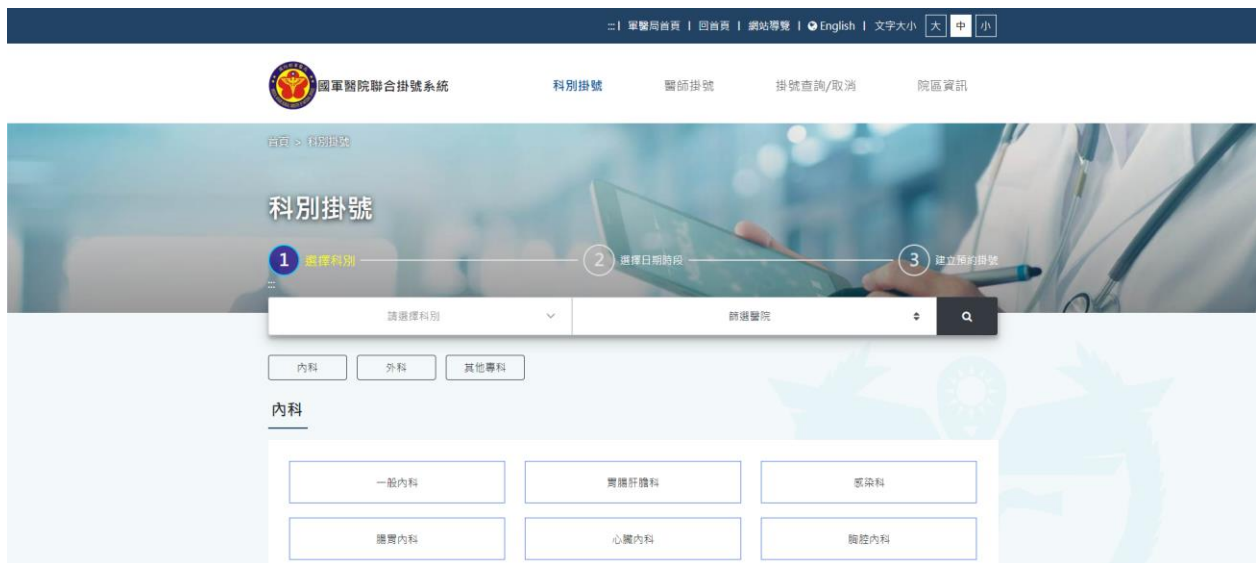 :::| 軍醫局首頁 | 回首頁 | 網站導覽 | English | 文字大小 大 中 小
國軍醫院聯合掛號系統 科別掛號 醫師掛號 掛號查詢/取消 院區資訊
首頁 > 科別掛號
科別掛號
1 選擇科別 2 選擇日期時段 3 建立預約掛號
:::
請選擇科別 篩選醫院
內科 外科 其他專科
內科
一般內科 胃腸肝膽科 感染科
腸胃內科 心臟內科 胸腔內科